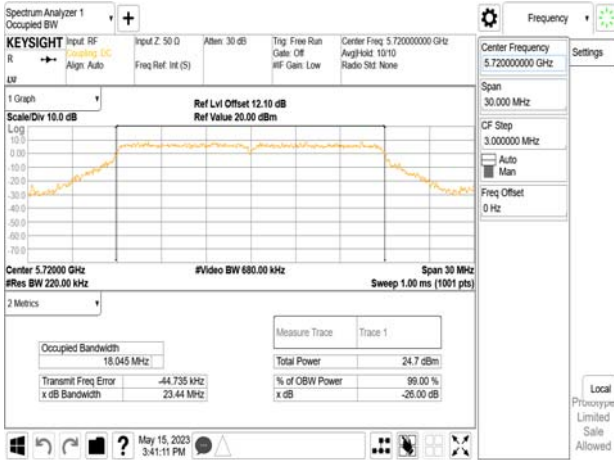 Spectrum Analyzer 1
Occupied BW
+
Frequency
KEYSIGHT
R
LXI
Input: RF
Coupling: DC
Align: Auto
Input Z: 50 Ω
Freq Ref: Int (S)
Atten: 30 dB
Trig: Free Run
Gate: Off
#IF Gain: Low
Center Freq: 5.720000000 GHz
Avg|Hold: 10/10
Radio Std: None
Center Frequency
5.720000000 GHz
Settings
Span
30.000 MHz
CF Step
3.000000 MHz
Auto
Man
Freq Offset
0 Hz
1 Graph
Scale/Div 10.0 dB
Ref Lvl Offset 12.10 dB
Ref Value 20.00 dBm
Log
10.0
0.00
-10.0
-20.0
-30.0
-40.0
-50.0
-60.0
-70.0
Center 5.72000 GHz
#Res BW 220.00 kHz
#Video BW 680.00 kHz
Span 30 MHz
Sweep 1.00 ms (1001 pts)
2 Metrics
Measure Trace Trace 1
Occupied Bandwidth
18.045 MHz
Total Power 24.7 dBm
Transmit Freq Error -44.735 kHz
% of OBW Power 99.00 %
x dB Bandwidth 23.44 MHz
x dB -26.00 dB
Local
Prototype
Limited
Sale
Allowed
?
May 15, 2023
3:41:11 PM